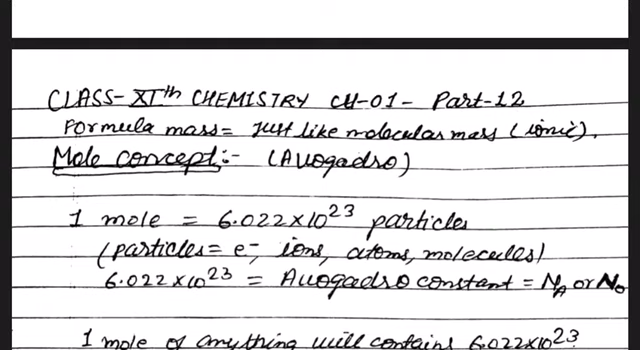 CLASS-XIth CHEMISTRY CH-01- Part-12
Formula mass= Just like molecular mass (ionic).
Mole concept:- (Avogadro)
1 mole = 6.022×10^23 particles
(particles= e-, ions, atoms, molecules)
6.022×10^23 = Avogadro constant = NA or No
1 mole of anything will contains 6.022×10^23